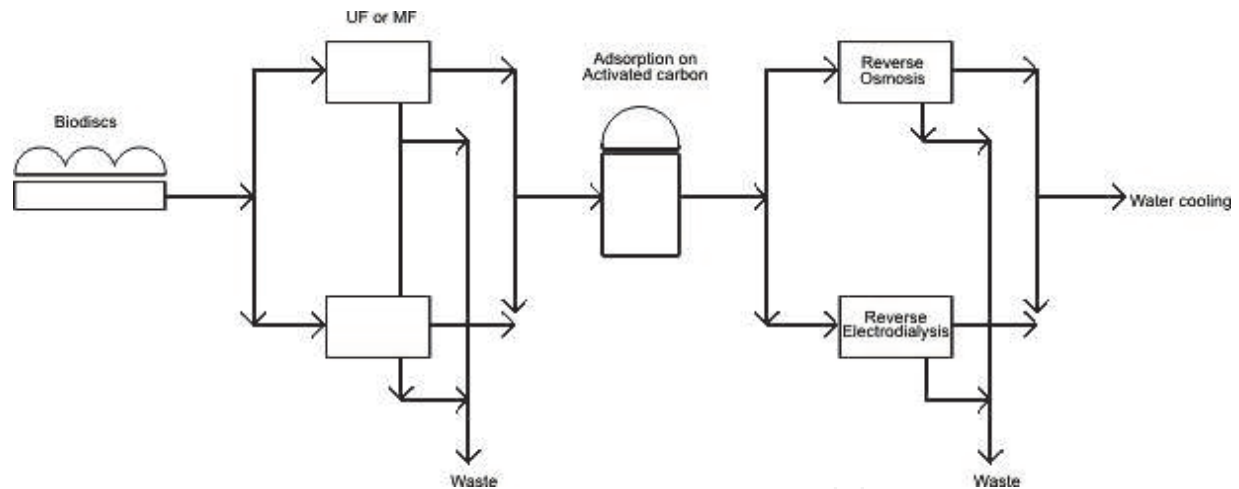 UF or MF
Biodiscs
Adsorption on
Activated carbon
Reverse
Osmosis
Reverse
Electrodialysis
Water cooling
Waste
Waste